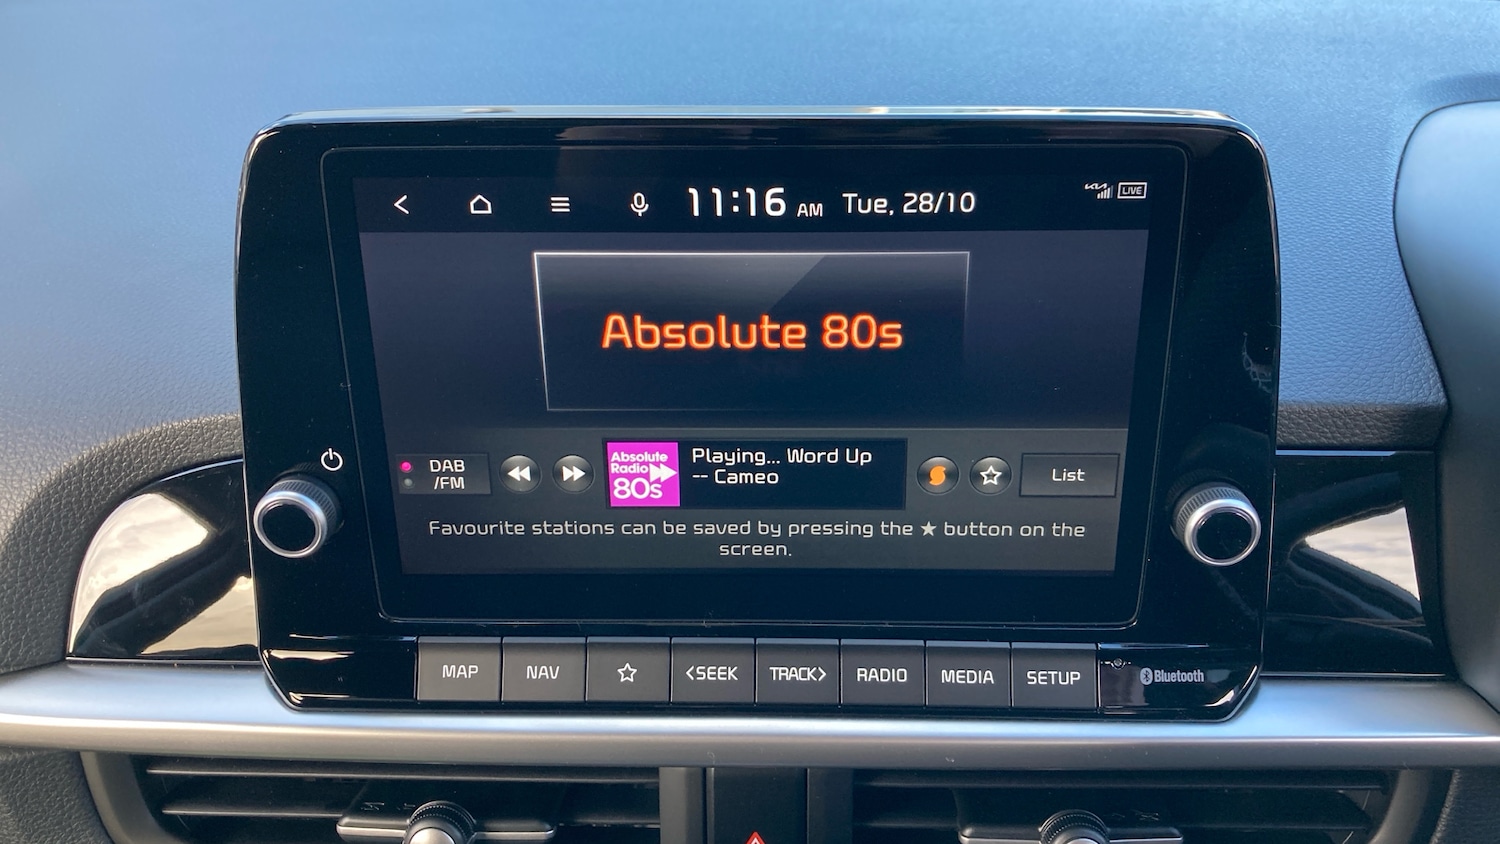 11:16 AM Tue, 28/10
KIA LIVE
Absolute 80s
DAB
/FM
Absolute
Radio
80s
Playing... Word Up
-- Cameo
List
Favourite stations can be saved by pressing the ★ button on the
screen.
MAP
NAV
<SEEK
TRACK>
RADIO
MEDIA
SETUP
Bluetooth